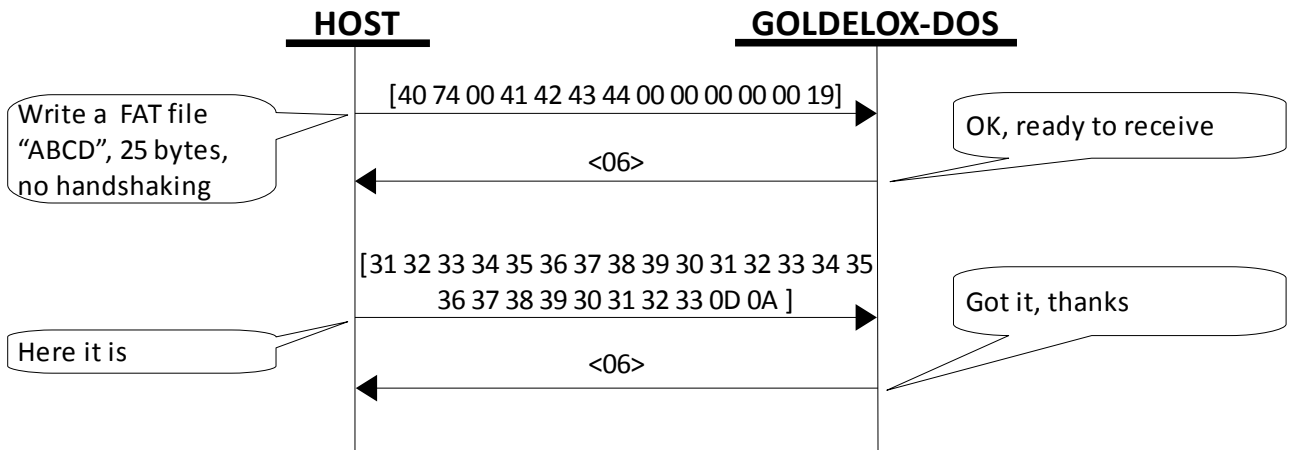 HOST
GOLDELOX-DOS
[40 74 00 41 42 43 44 00 00 00 00 00 19]
Write a FAT file
“ABCD”, 25 bytes,
no handshaking
OK, ready to receive
<06>
[31 32 33 34 35 36 37 38 39 30 31 32 33 34 35
36 37 38 39 30 31 32 33 0D 0A ]
Here it is
Got it, thanks
<06>